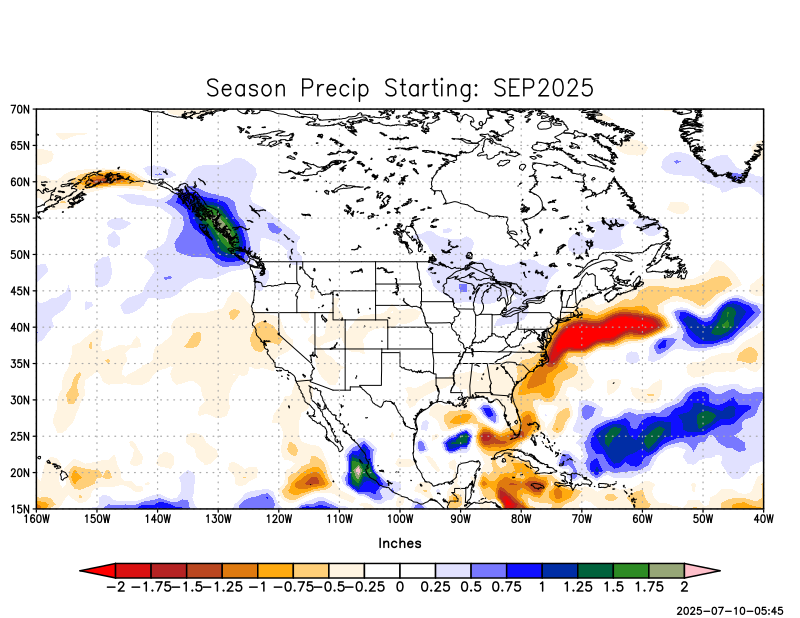 Season Precip Starting: SEP2025
70N
65N
60N
55N
50N
45N
40N
35N
30N
25N
20N
15N
160W 150W 140W 130W 120W 110W 100W 90W 80W 70W 60W 50W 40W
Inches
-2 -1.75 -1.5 -1.25 -1 -0.75 -0.5 -0.25 0 0.25 0.5 0.75 1 1.25 1.5 1.75 2
2025-07-10-05:45